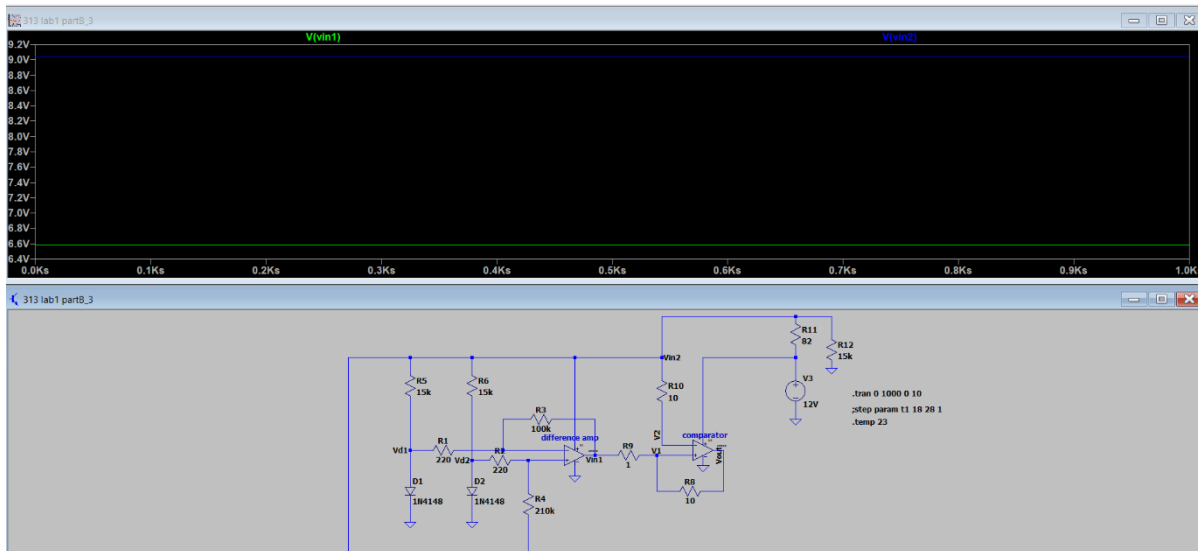 313 lab1 partB_3
V(vin1) V(vin2)
9.2V
9.0V
8.8V
8.6V
8.4V
8.2V
8.0V
7.8V
7.6V
7.4V
7.2V
7.0V
6.8V
6.6V
6.4V
0.0Ks 0.1Ks 0.2Ks 0.3Ks 0.4Ks 0.5Ks 0.6Ks 0.7Ks 0.8Ks 0.9Ks 1.0K
313 lab1 partB_3
R11
82
R12
15k
Vin2
R5
15k
R6
15k
R10
10
V3
12V
.tran 0 1000 0 10
;step param t1 18 28 1
.temp 23
R3
100k
difference amp
comparator
V2
R1
220
Vd1
Vd2
220
Vin1
R9
1
V1
D1
1N4148
D2
1N4148
R4
210k
R8
10